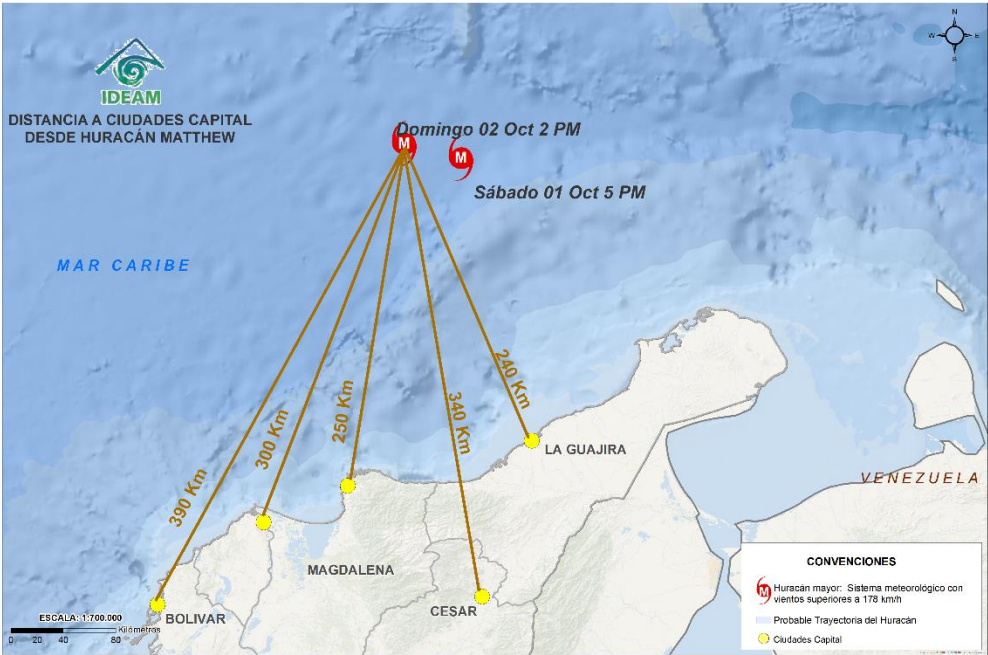 N
W E
S
IDEAM
DISTANCIA A CIUDADES CAPITAL
DESDE HURACÁN MATTHEW
Domingo 02 Oct 2 PM
M
M
Sábado 01 Oct 5 PM
MAR CARIBE
390 Km
300 Km
250 Km
340 Km
240 Km
LA GUAJIRA
VENEZUELA
MAGDALENA
CESAR
BOLIVAR
ESCALA: 1:700.000
Kilómetros
0 20 40 80
CONVENCIONES
M
Huracán mayor: Sistema meteorológico con
vientos superiores a 178 km/h
Probable Trayectoria del Huracán
Ciudades Capital